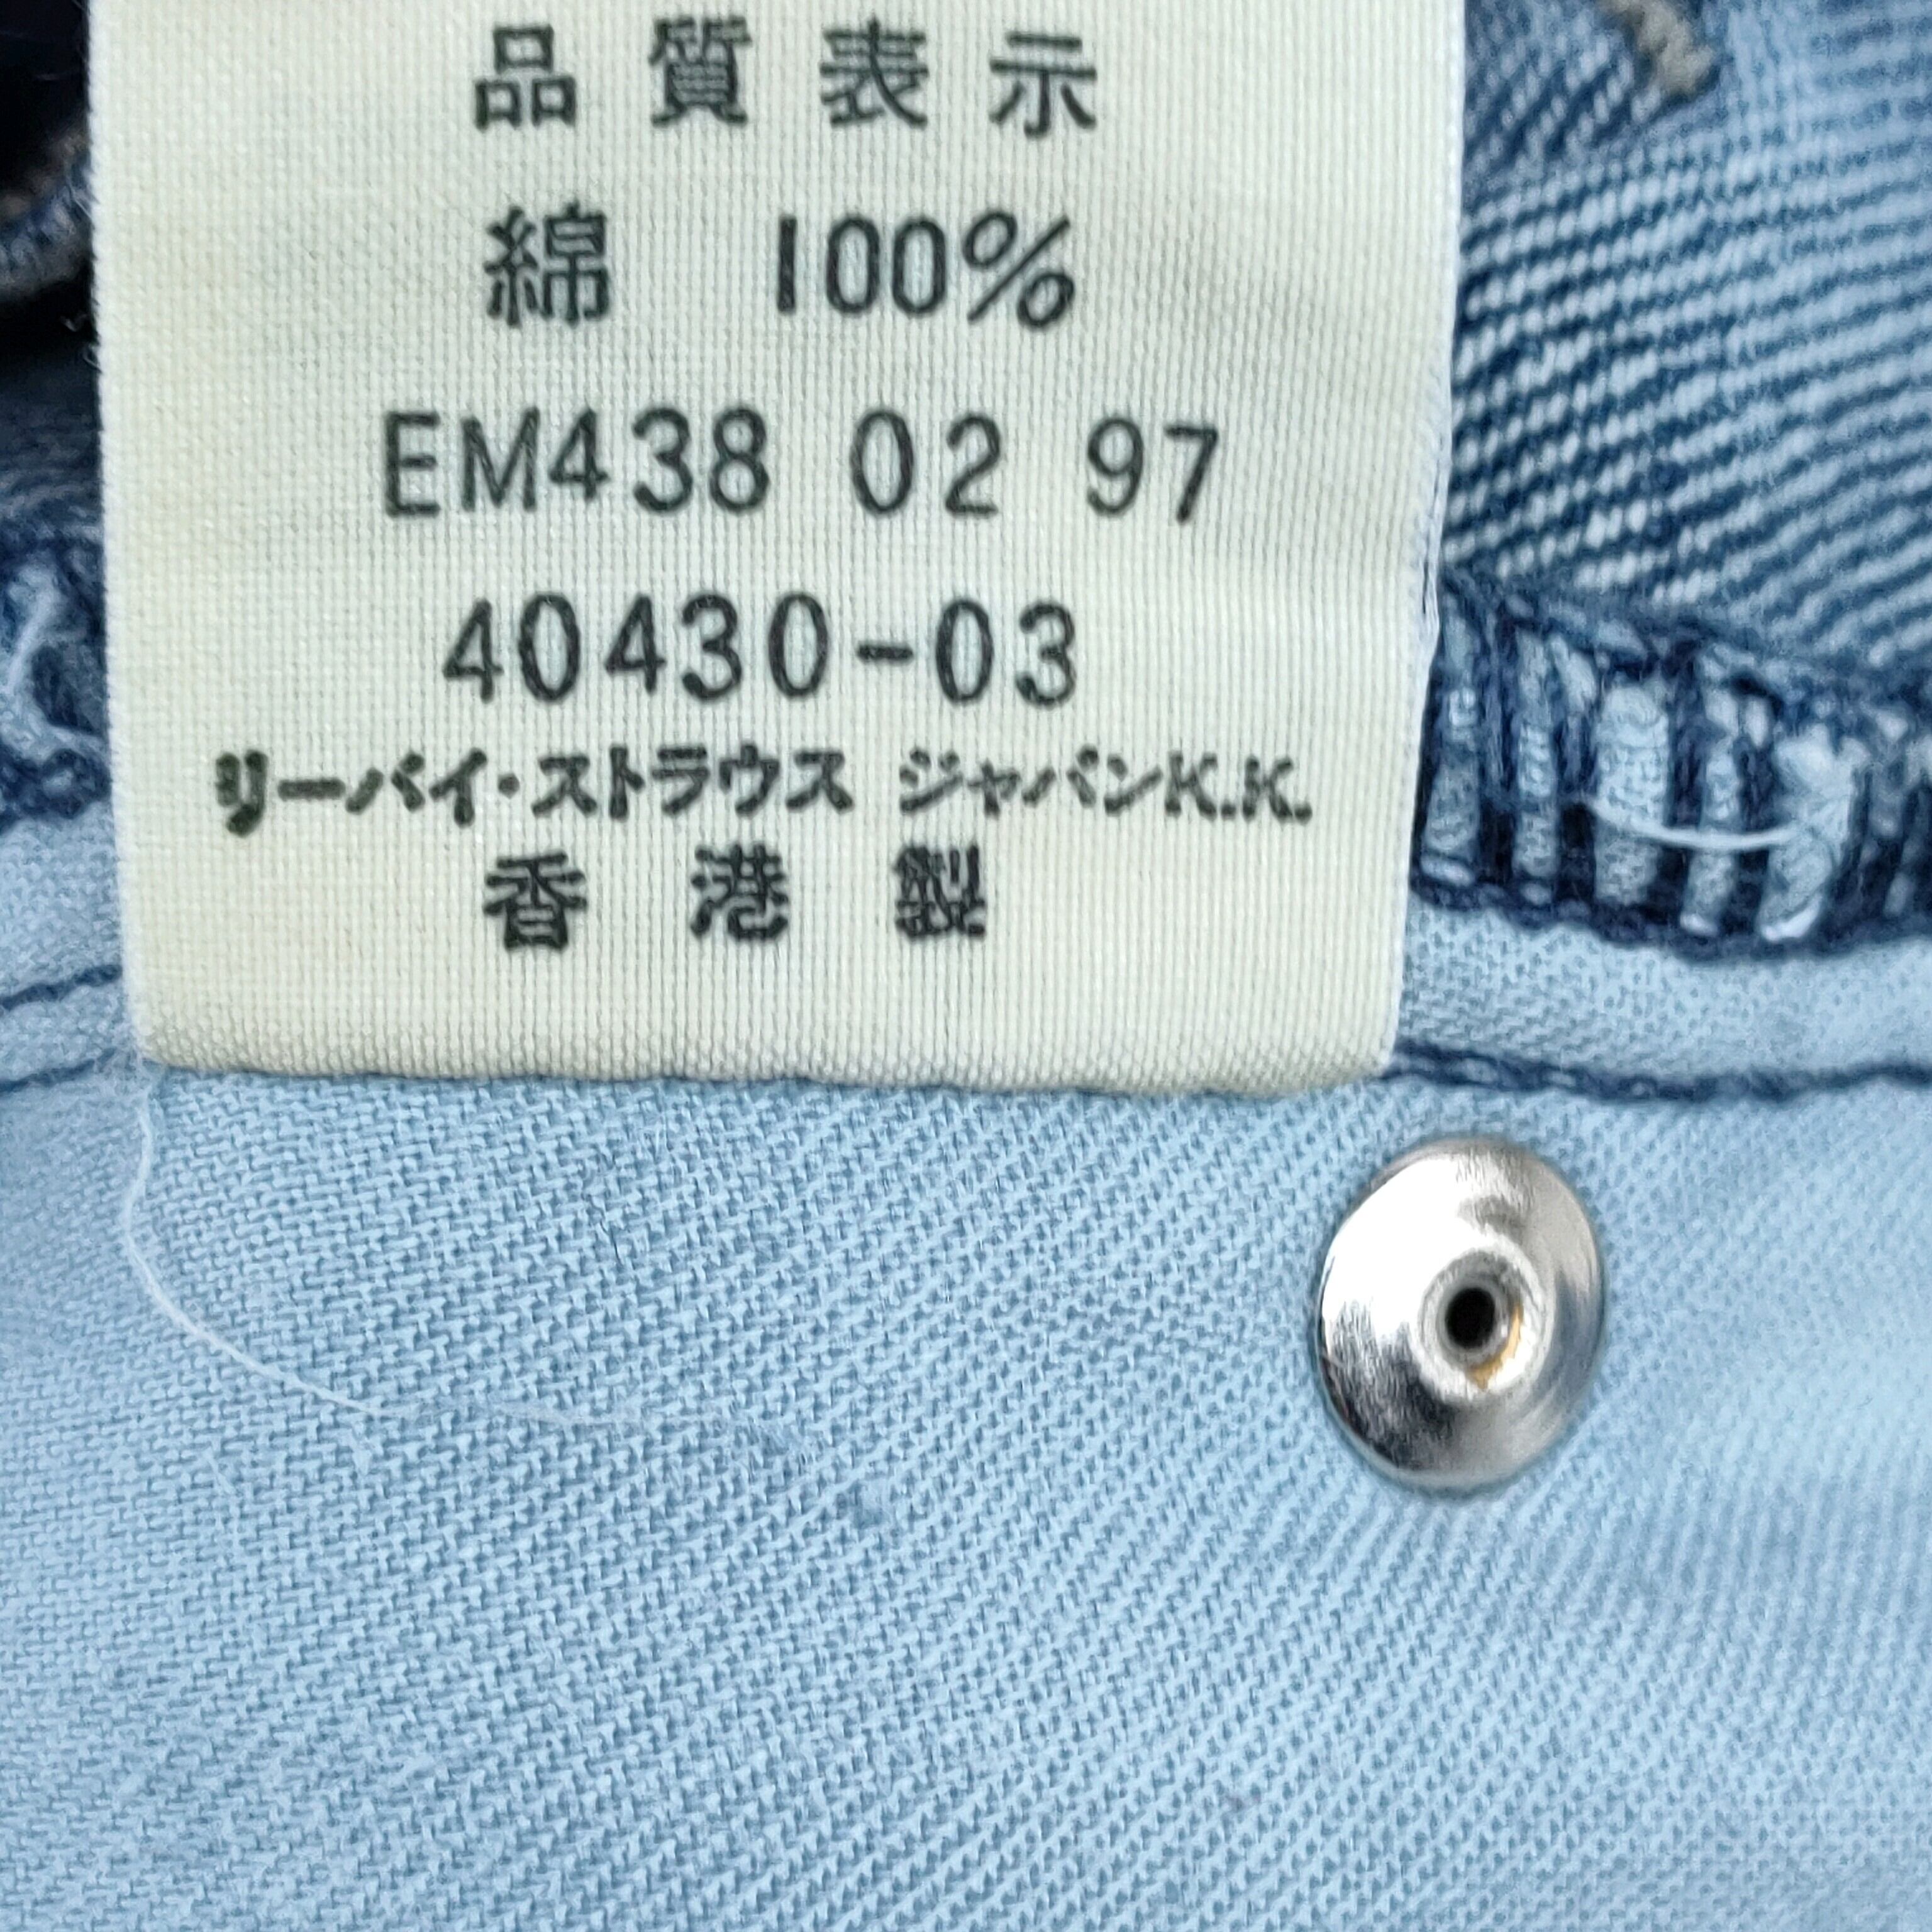 品質表示
綿 100%
EM438 02 97
40430-03
リーバイ・ストラウス ジャパンK.K.
香港製